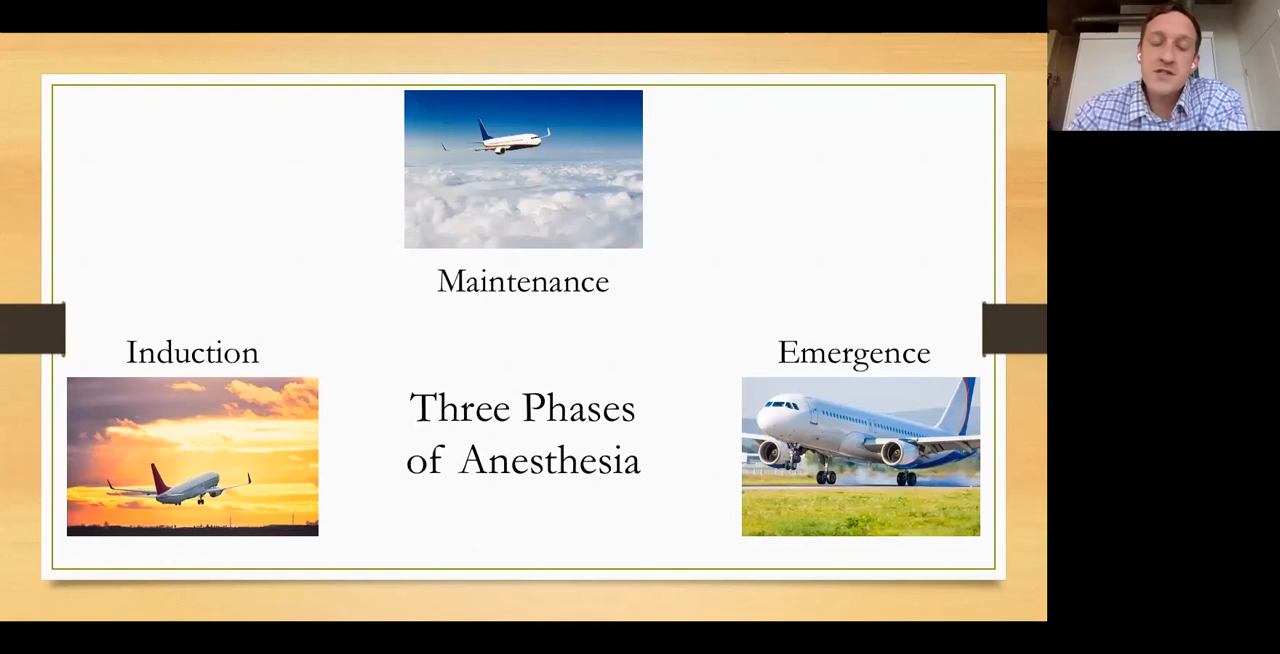 Maintenance
Induction
Emergence
Three Phases
of Anesthesia